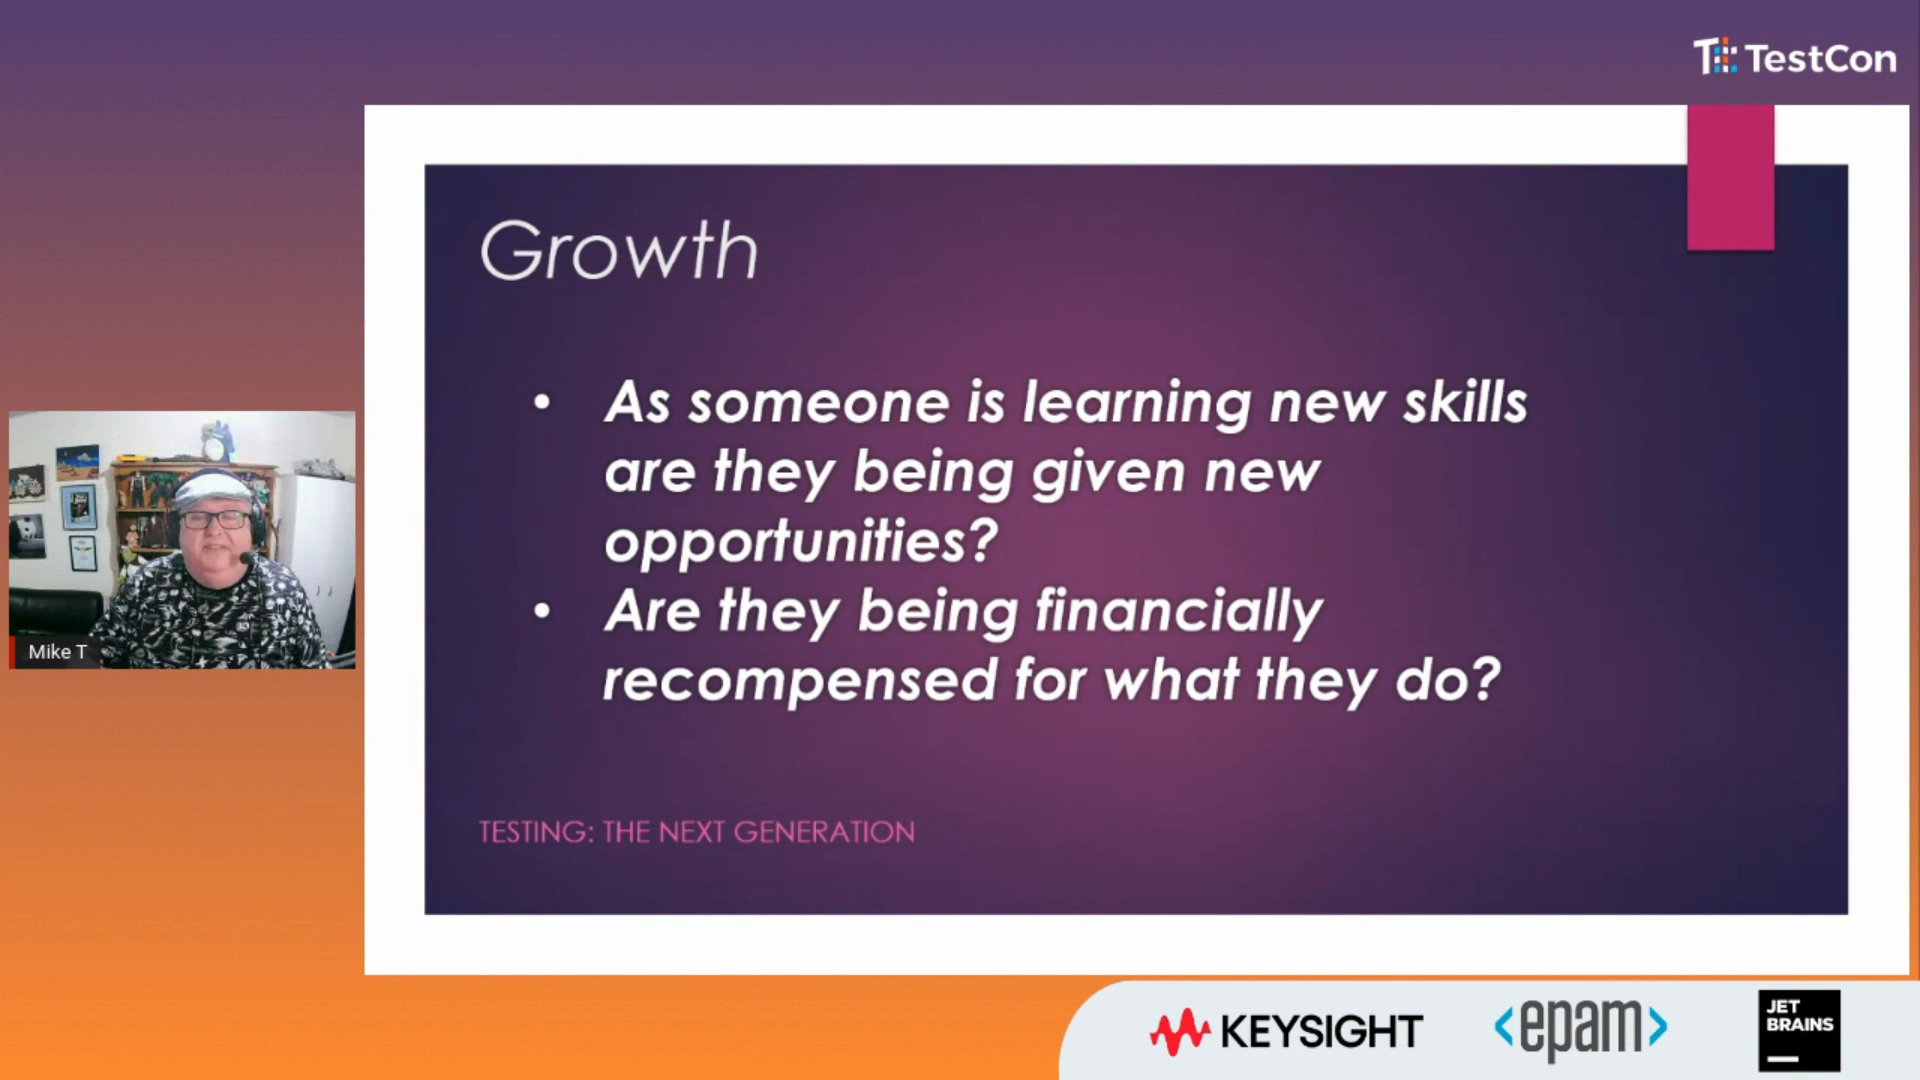 TestCon
Growth
• As someone is learning new skills
are they being given new
opportunities?
• Are they being financially
recompensed for what they do?
TESTING: THE NEXT GENERATION
Mike T
KEYSIGHT
<epam>
JET
BRAINS